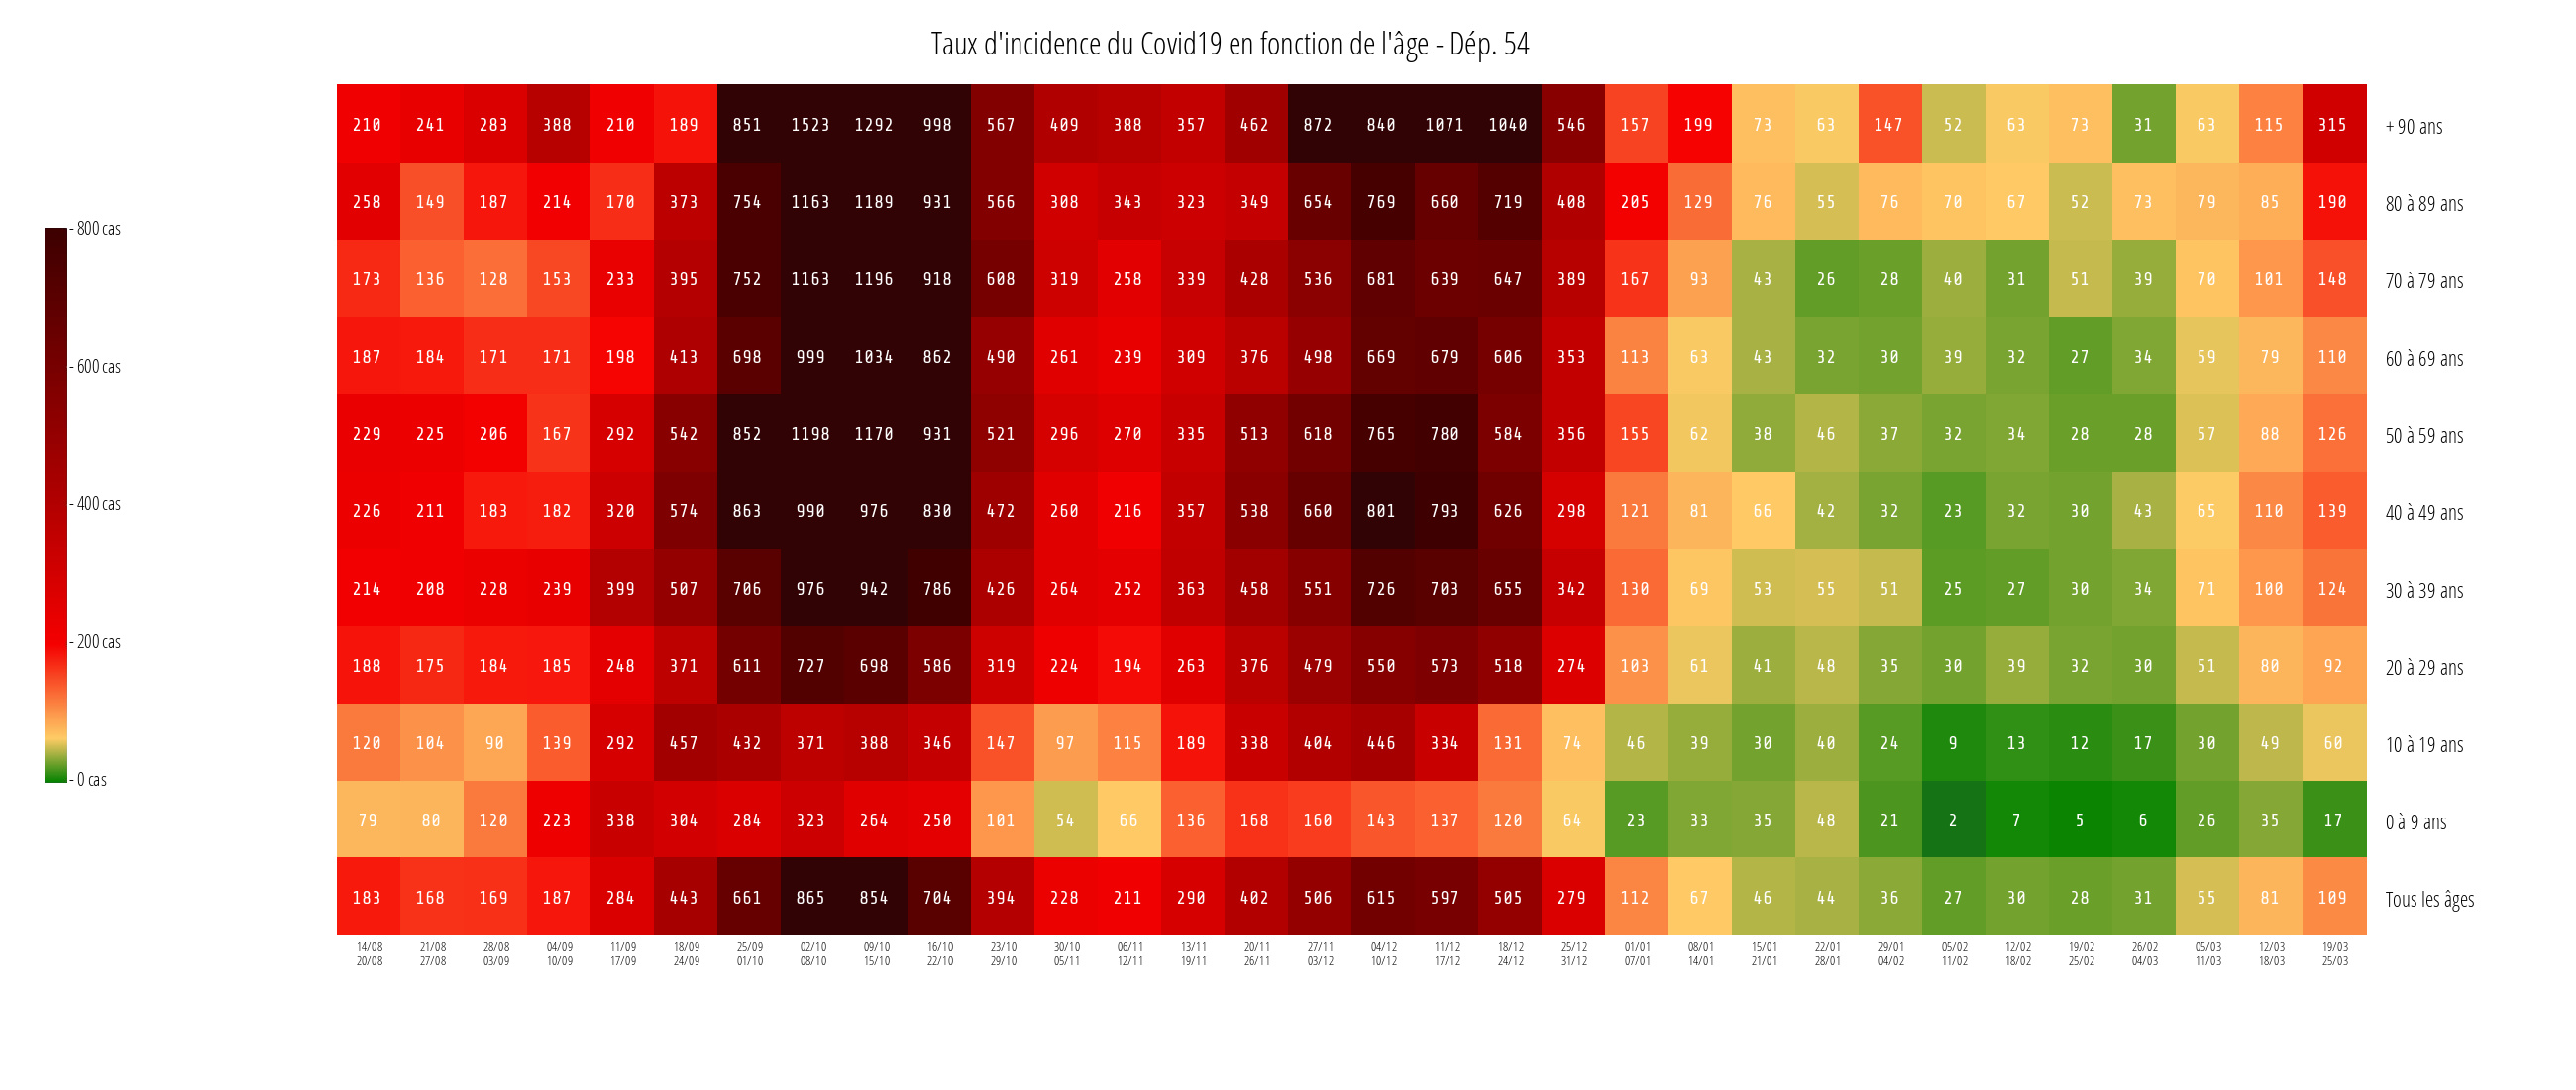 Taux d'incidence du Covid19 en fonction de l'âge - Dép. 54
- 800 cas
- 600 cas
- 400 cas
- 200 cas
- 0 cas
210 241 283 388 210 189 851 1523 1292 998 567 409 388 357 462 872 840 1071 1040 546 157 199 73 63 147 52 63 73 31 63 115 315 + 90 ans
258 149 187 214 170 373 754 1163 1189 931 566 308 343 323 349 654 769 660 719 408 205 129 76 55 76 70 67 52 73 79 85 190 80 à 89 ans
173 136 128 153 233 395 752 1163 1196 918 608 319 258 339 428 536 681 639 647 389 167 93 43 26 28 40 31 51 39 70 101 148 70 à 79 ans
187 184 171 171 198 413 698 999 1034 862 490 261 239 309 376 498 669 679 606 353 113 63 43 32 30 39 32 27 34 59 79 110 60 à 69 ans
229 225 206 167 292 542 852 1198 1170 931 521 296 270 335 513 618 765 780 584 356 155 62 38 46 37 32 34 28 28 57 88 126 50 à 59 ans
226 211 183 182 320 574 863 990 976 830 472 260 216 357 538 660 801 793 626 298 121 81 66 42 32 23 32 30 43 65 110 139 40 à 49 ans
214 208 228 239 399 507 706 976 942 786 426 264 252 363 458 551 726 703 655 342 130 69 53 55 51 25 27 30 34 71 100 124 30 à 39 ans
188 175 184 185 248 371 611 727 698 586 319 224 194 263 376 479 550 573 518 274 103 61 41 48 35 30 39 32 30 51 80 92 20 à 29 ans
120 104 90 139 292 457 432 371 388 346 147 97 115 189 338 404 446 334 131 74 46 39 30 40 24 9 13 12 17 30 49 60 10 à 19 ans
79 80 120 223 338 304 284 323 264 250 101 54 66 136 168 160 143 137 120 64 23 33 35 48 21 2 7 5 6 26 35 17 0 à 9 ans
183 168 169 187 284 443 661 865 854 704 394 228 211 290 402 506 615 597 505 279 112 67 46 44 36 27 30 28 31 55 81 109 Tous les âges
14/08 21/08 28/08 04/09 11/09 18/09 25/09 02/10 09/10 16/10 23/10 30/10 06/11 13/11 20/11 27/11 04/12 11/12 18/12 25/12 01/01 08/01 15/01 22/01 29/01 05/02 12/02 19/02 26/02 05/03 12/03 19/03
20/08 27/08 03/09 10/09 17/09 24/09 01/10 08/10 15/10 22/10 29/10 05/11 12/11 19/11 26/11 03/12 10/12 17/12 24/12 31/12 07/01 14/01 21/01 28/01 04/02 11/02 18/02 25/02 04/03 11/03 18/03 25/03